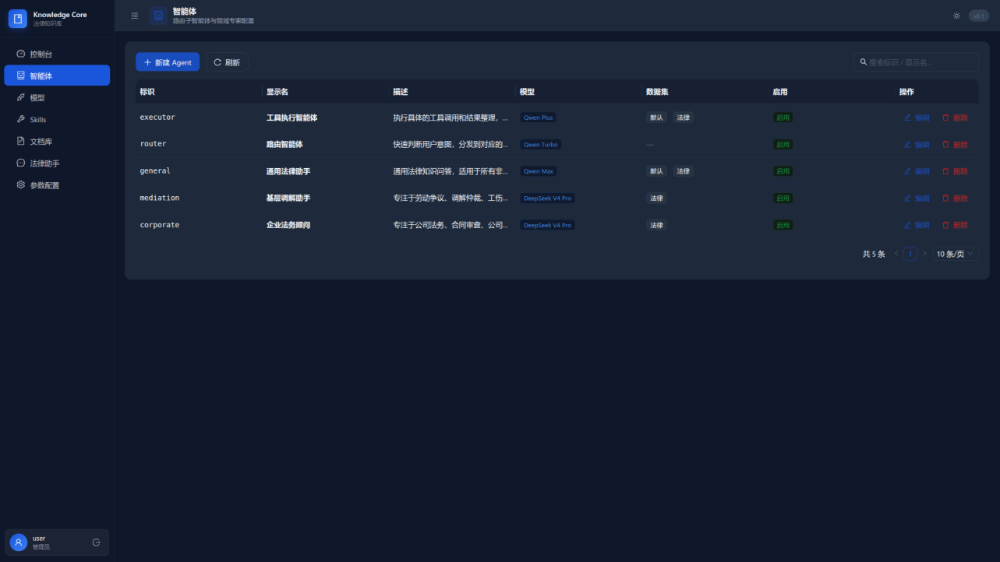 Knowledge Core
法律知识库
控制台
智能体
模型
Skills
文档库
法律助手
参数配置
user
管理员
智能体
路由子智能体与领域专家配置
v0.1
新建 Agent
刷新
搜索标识 / 显示名...
标识 显示名 描述 模型 数据集 启用 操作
executor 工具执行智能体 执行具体的工具调用和结果整理，... Qwen Plus 默认 法律 启用 编辑 删除
router 路由智能体 快速判断用户意图，分发到对应的... Qwen Turbo — 启用 编辑 删除
general 通用法律助手 通用法律知识问答，适用于所有非... Qwen Max 默认 法律 启用 编辑 删除
mediation 基层调解助手 专注于劳动争议、调解仲裁、工伤... DeepSeek V4 Pro 法律 启用 编辑 删除
corporate 企业法务顾问 专注于公司法务、合同审查、公司... DeepSeek V4 Pro 法律 启用 编辑 删除
共 5 条 1 10 条/页